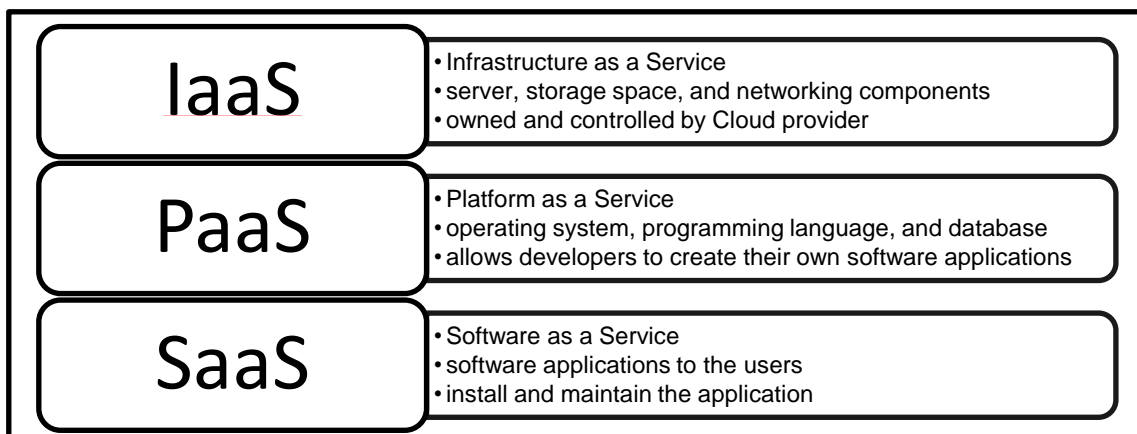 IaaS
• Infrastructure as a Service
• server, storage space, and networking components
• owned and controlled by Cloud provider
PaaS
• Platform as a Service
• operating system, programming language, and database
• allows developers to create their own software applications
SaaS
• Software as a Service
• software applications to the users
• install and maintain the application